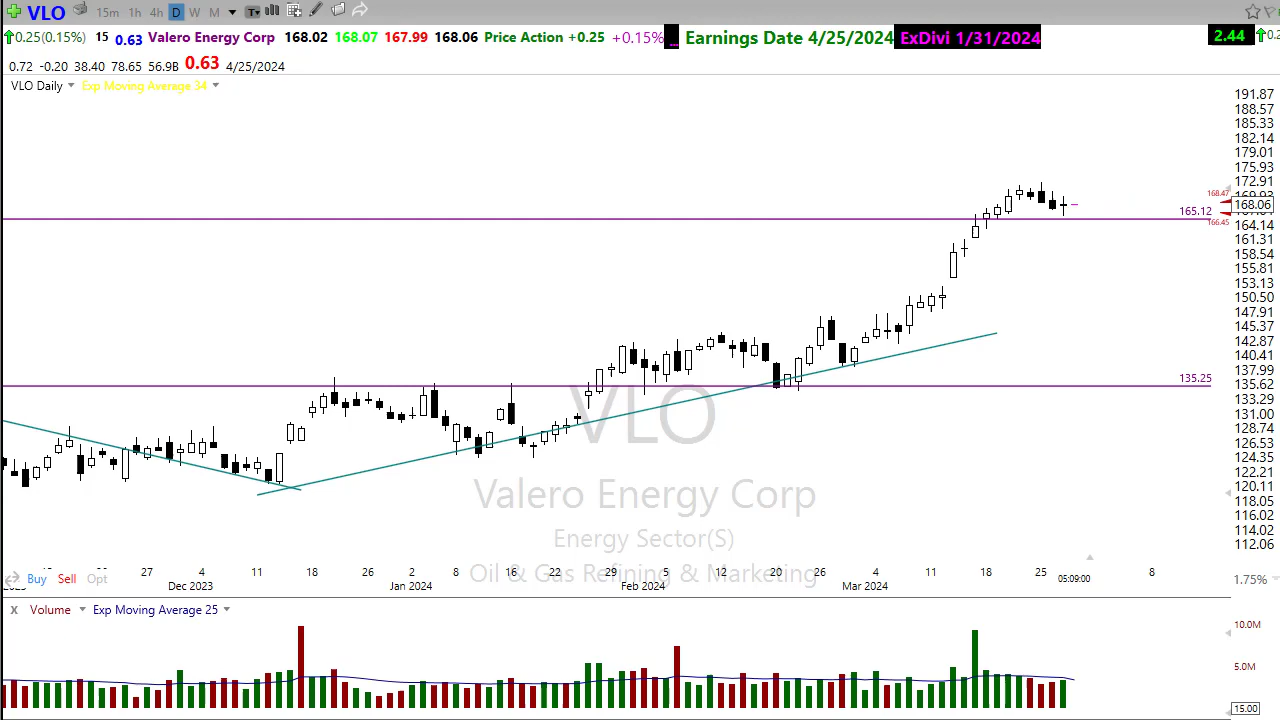 VLO 15m 1h 4h D W M
0.25(0.15%) 15 0.63 Valero Energy Corp 168.02 168.07 167.99 168.06 Price Action +0.25 +0.15% Earnings Date 4/25/2024 ExDivi 1/31/2024 2.44
0.72 -0.20 38.40 78.65 56.9B 0.63 4/25/2024
VLO Daily Exp Moving Average 34
191.87
188.57
185.33
182.14
179.01
175.93
172.91
168.47
168.06
165.12
166.45
164.14
161.31
158.54
155.81
153.13
150.50
147.91
145.37
142.87
140.41
137.99
135.25
135.62
133.29
131.00
128.74
126.53
124.35
122.21
120.11
118.05
116.02
114.02
112.06
VLO
Valero Energy Corp
Energy Sector(S)
Oil & Gas Refining & Marketing
27 4 11 18 26 2 8 16 22 29 5 12 20 26 4 11 18 25 8
Buy Sell Opt
Dec 2023 Jan 2024 Feb 2024 Mar 2024 05:09:00
1.75%
X Volume Exp Moving Average 25
10.0M
5.0M
15.00